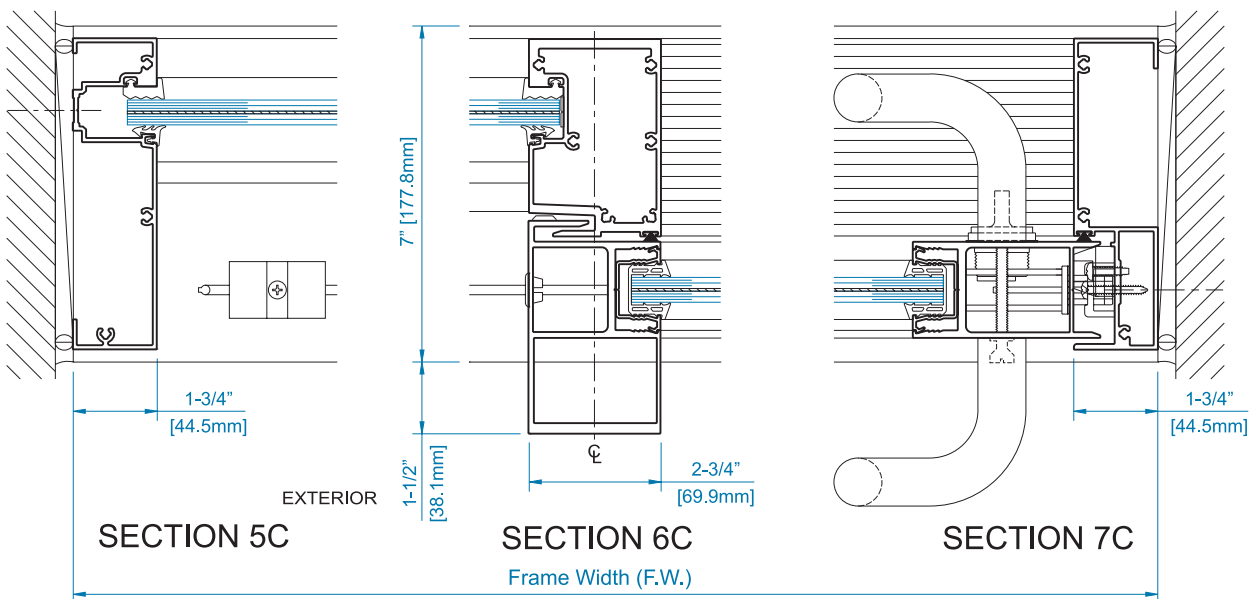 7” [177.8mm]
1-3/4”
[44.5mm]
1-1/2”
[38.1mm]
℄
2-3/4”
[69.9mm]
1-3/4”
[44.5mm]
EXTERIOR
SECTION 5C
SECTION 6C
SECTION 7C
Frame Width (F.W.)